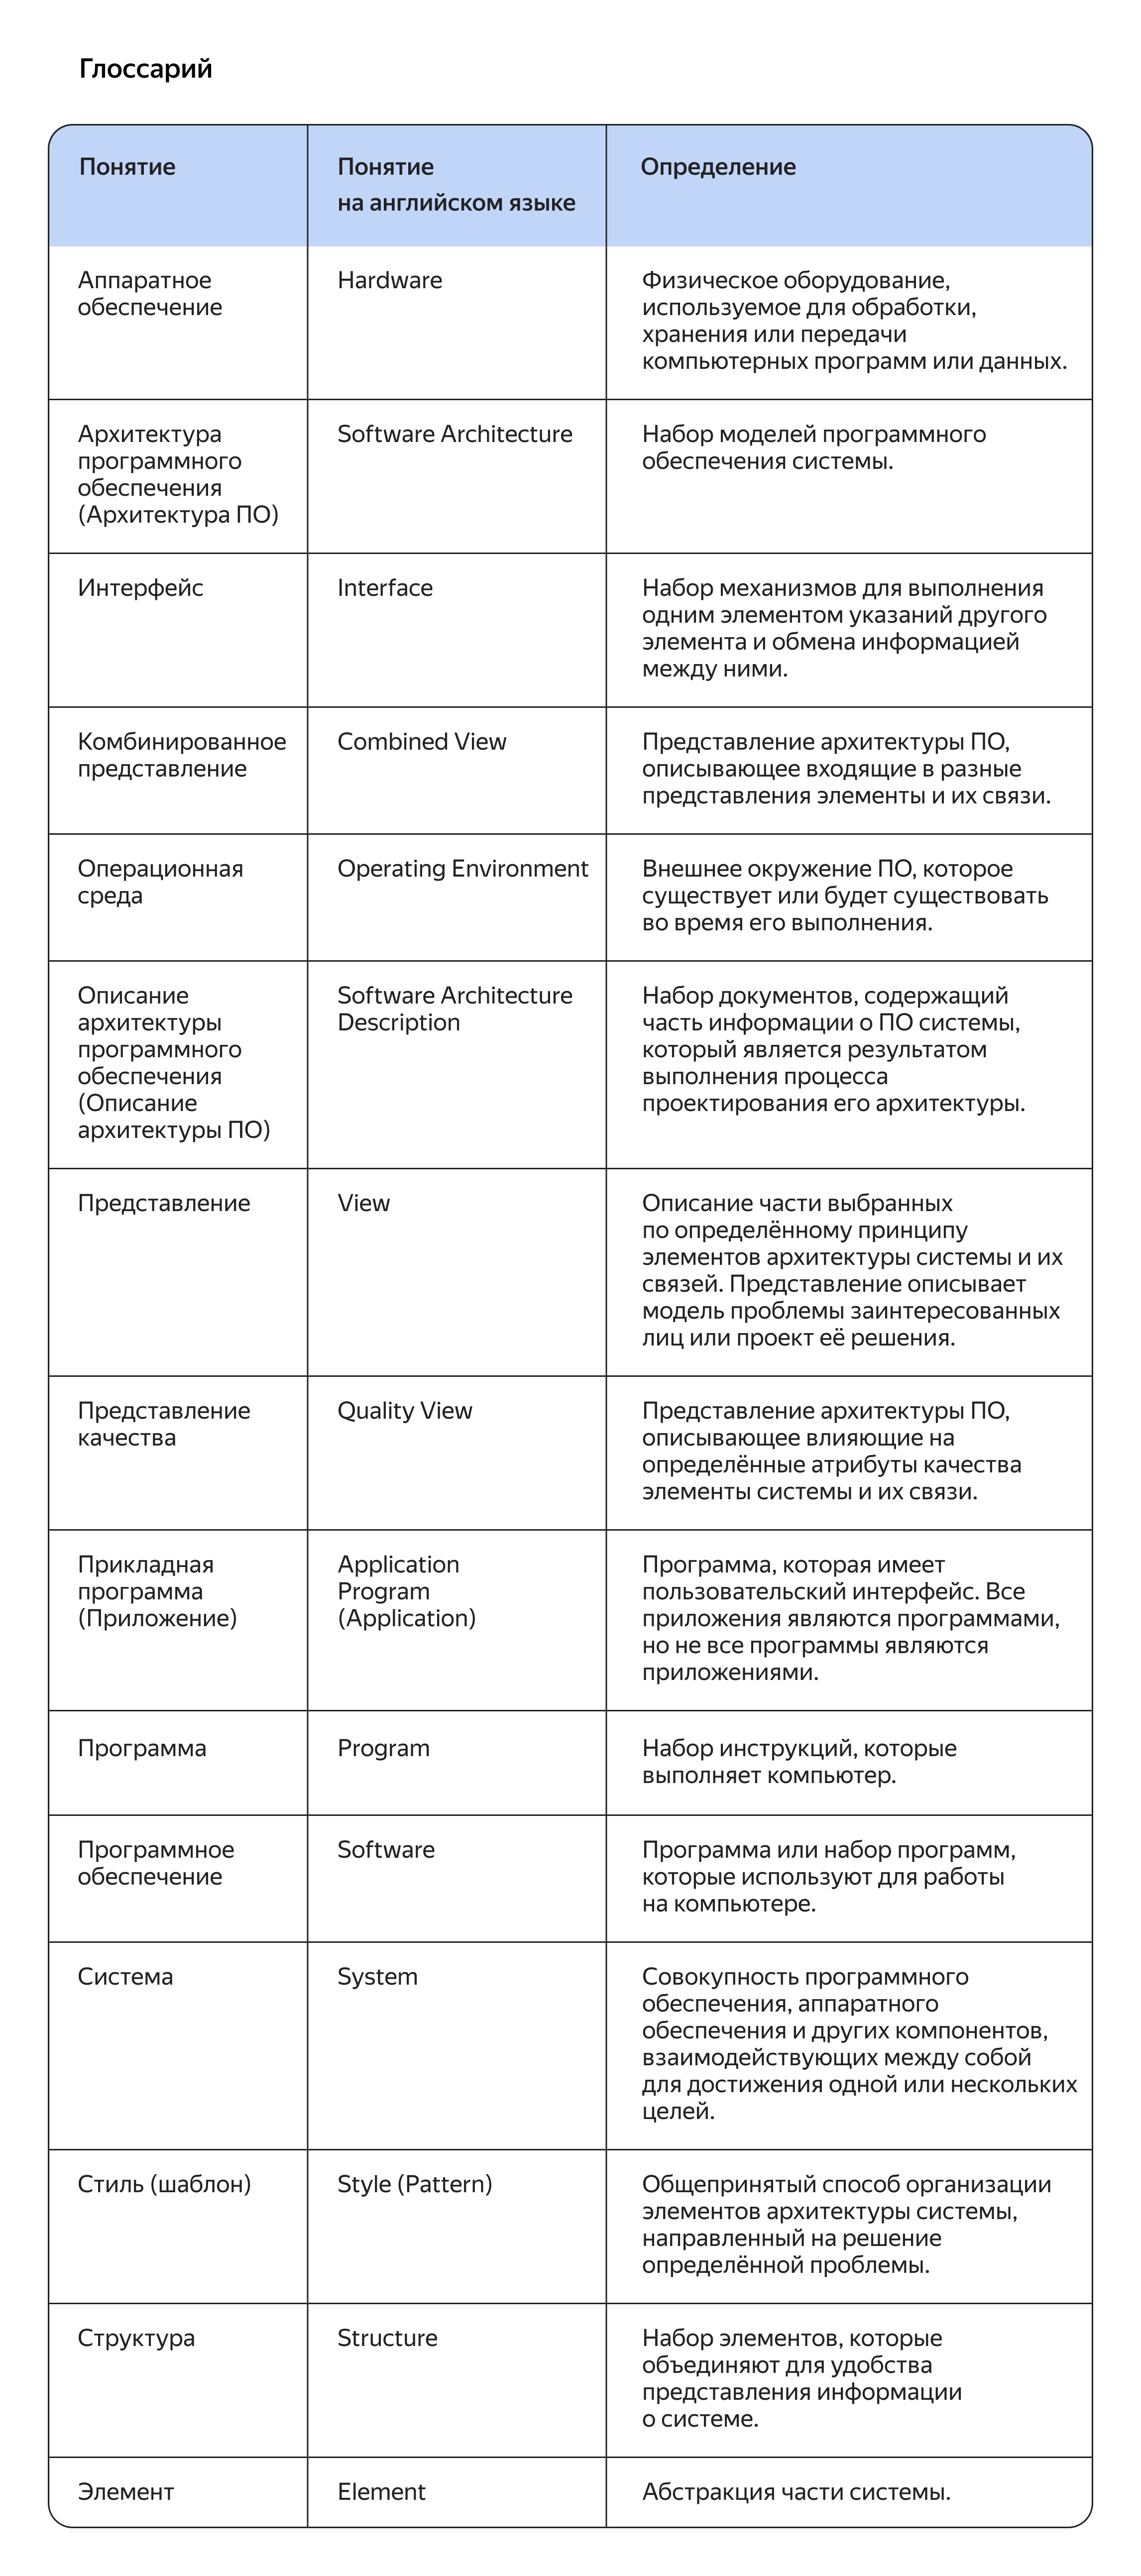 Глоссарий
Понятие
Понятие
на английском языке
Определение
Аппаратное
обеспечение
Hardware
Физическое оборудование,
используемое для обработки,
хранения или передачи
компьютерных программ или данных.
Архитектура
программного
обеспечения
(Архитектура ПО)
Software Architecture
Набор моделей программного
обеспечения системы.
Интерфейс
Interface
Набор механизмов для выполнения
одним элементом указаний другого
элемента и обмена информацией
между ними.
Комбинированное
представление
Combined View
Представление архитектуры ПО,
описывающее входящие в разные
представления элементы и их связи.
Операционная
среда
Operating Environment
Внешнее окружение ПО, которое
существует или будет существовать
во время его выполнения.
Описание
архитектуры
программного
обеспечения
(Описание
архитектуры ПО)
Software Architecture
Description
Набор документов, содержащий
часть информации о ПО системы,
который является результатом
выполнения процесса
проектирования его архитектуры.
Представление
View
Описание части выбранных
по определённому принципу
элементов архитектуры системы и их
связей. Представление описывает
модель проблемы заинтересованных
лиц или проект её решения.
Представление
качества
Quality View
Представление архитектуры ПО,
описывающее влияющие на
определённые атрибуты качества
элементы системы и их связи.
Прикладная
программа
(Приложение)
Application
Program
(Application)
Программа, которая имеет
пользовательский интерфейс. Все
приложения являются программами,
но не все программы являются
приложениями.
Программа
Program
Набор инструкций, которые
выполняет компьютер.
Программное
обеспечение
Software
Программа или набор программ,
которые используют для работы
на компьютере.
Система
System
Совокупность программного
обеспечения, аппаратного
обеспечения и других компонентов,
взаимодействующих между собой
для достижения одной или нескольких
целей.
Стиль (шаблон)
Style (Pattern)
Общепринятый способ организации
элементов архитектуры системы,
направленный на решение
определённой проблемы.
Структура
Structure
Набор элементов, которые
объединяют для удобства
представления информации
о системе.
Элемент
Element
Абстракция части системы.